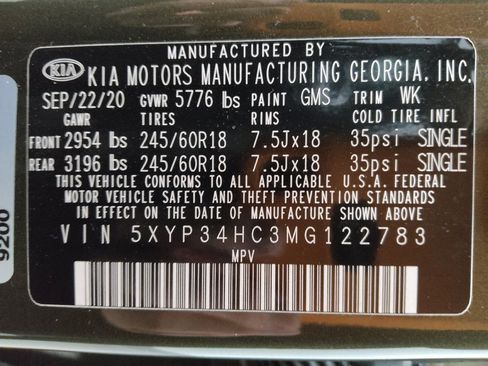 MANUFACTURED BY
KIA KIA MOTORS MANUFACTURING GEORGIA, INC.
SEP/22/20 GVWR 5776 lbs PAINT GMS TRIM WK
GAWR TIRES RIMS COLD TIRE INFL
FRONT 2954 lbs 245/60R18 7.5Jx18 35psi SINGLE
REAR 3196 lbs 245/60R18 7.5Jx18 35psi SINGLE
THIS VEHICLE CONFORMS TO ALL APPLICABLE U.S.A. FEDERAL
MOTOR VEHICLE SAFETY AND THEFT PREVENTION STANDARDS
IN EFFECT ON THE DATE OF MANUFACTURE SHOWN ABOVE.
VIN 5XYP34HC3MG122783
MPV
9200